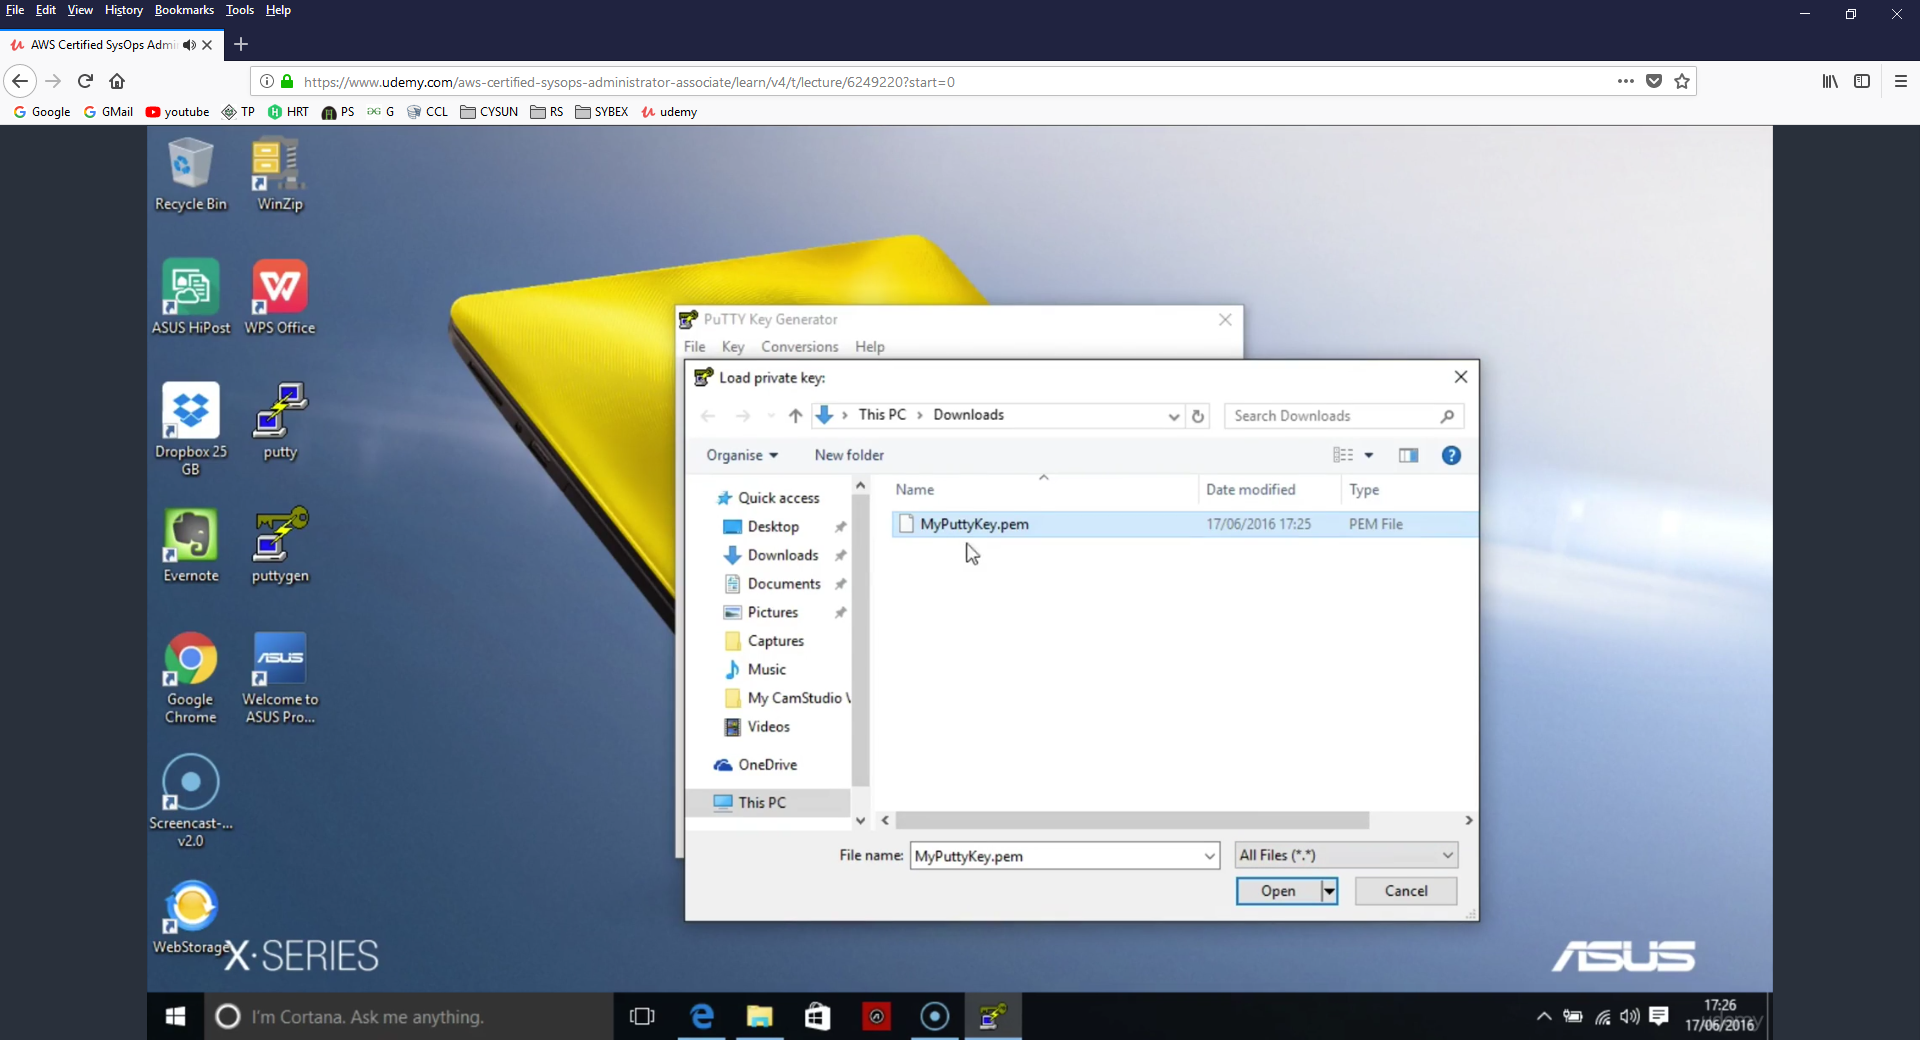 File Edit View History Bookmarks Tools Help
AWS Certified SysOps Admi
https://www.udemy.com/aws-certified-sysops-administrator-associate/learn/v4/t/lecture/6249220?start=0
Google GMail youtube TP HRT PS G CCL CYSUN RS SYBEX udemy
Recycle Bin
WinZip
ASUS HiPost
WPS Office
Dropbox 25
GB
putty
Evernote
puttygen
Google
Chrome
ASUS
Welcome to
ASUS Pro...
Screencast-...
v2.0
WebStorage
X·SERIES
ASUS
PuTTY Key Generator
File Key Conversions Help
Load private key:
This PC > Downloads
Search Downloads
Organise New folder
Name Date modified Type
MyPuttyKey.pem 17/06/2016 17:25 PEM File
Quick access
Desktop
Downloads
Documents
Pictures
Captures
Music
My CamStudio V
Videos
OneDrive
This PC
File name: MyPuttyKey.pem All Files (*.*)
Open Cancel
I'm Cortana. Ask me anything.
17:26
17/06/2016
udemy